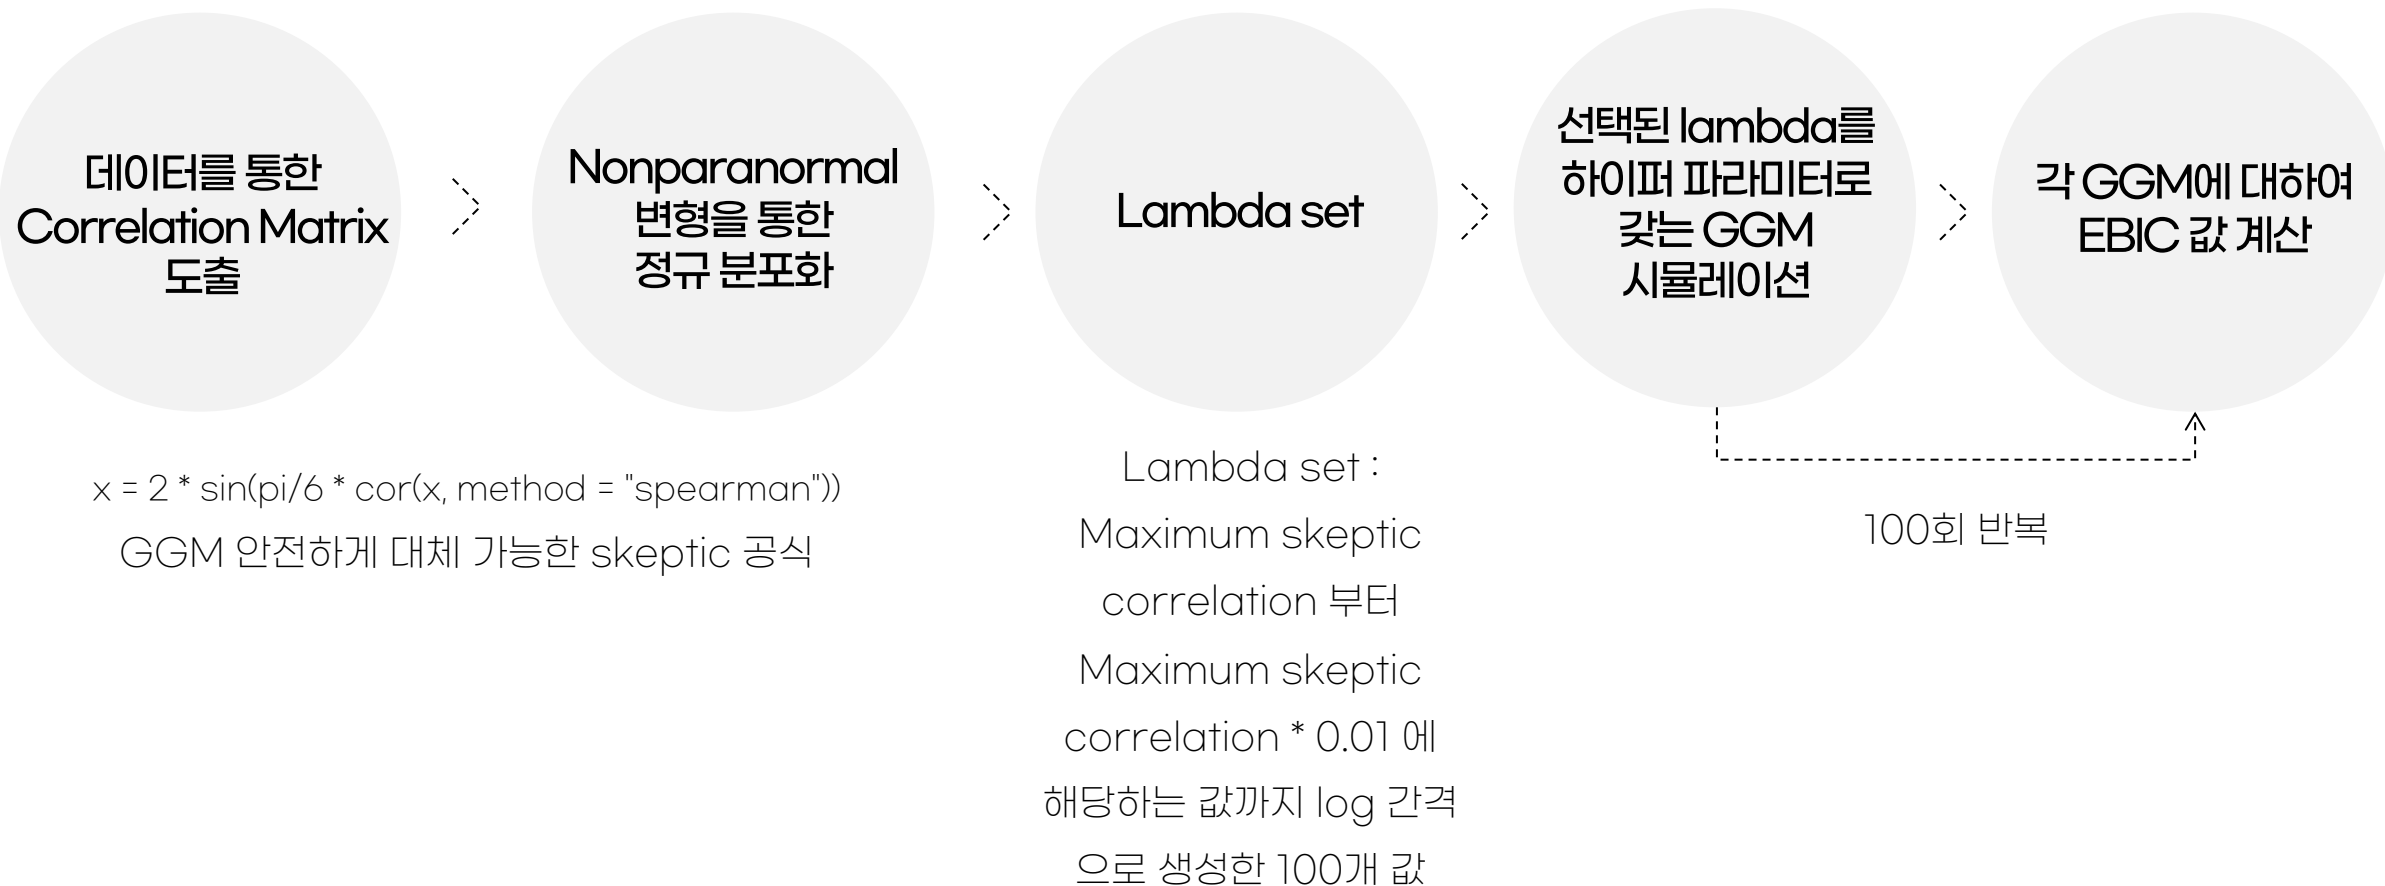 데이터를 통한
Correlation Matrix
도출
Nonparanormal
변형을 통한
정규 분포화
Lambda set
선택된 lambda를
하이퍼 파라미터로
갖는 GGM
시뮬레이션
각 GGM에 대하여
EBIC 값 계산
x = 2 * sin(pi/6 * cor(x, method = "spearman"))
GGM 안전하게 대체 가능한 skeptic 공식
Lambda set :
Maximum skeptic
correlation 부터
Maximum skeptic
correlation * 0.01 에
해당하는 값까지 log 간격
으로 생성한 100개 값
100회 반복